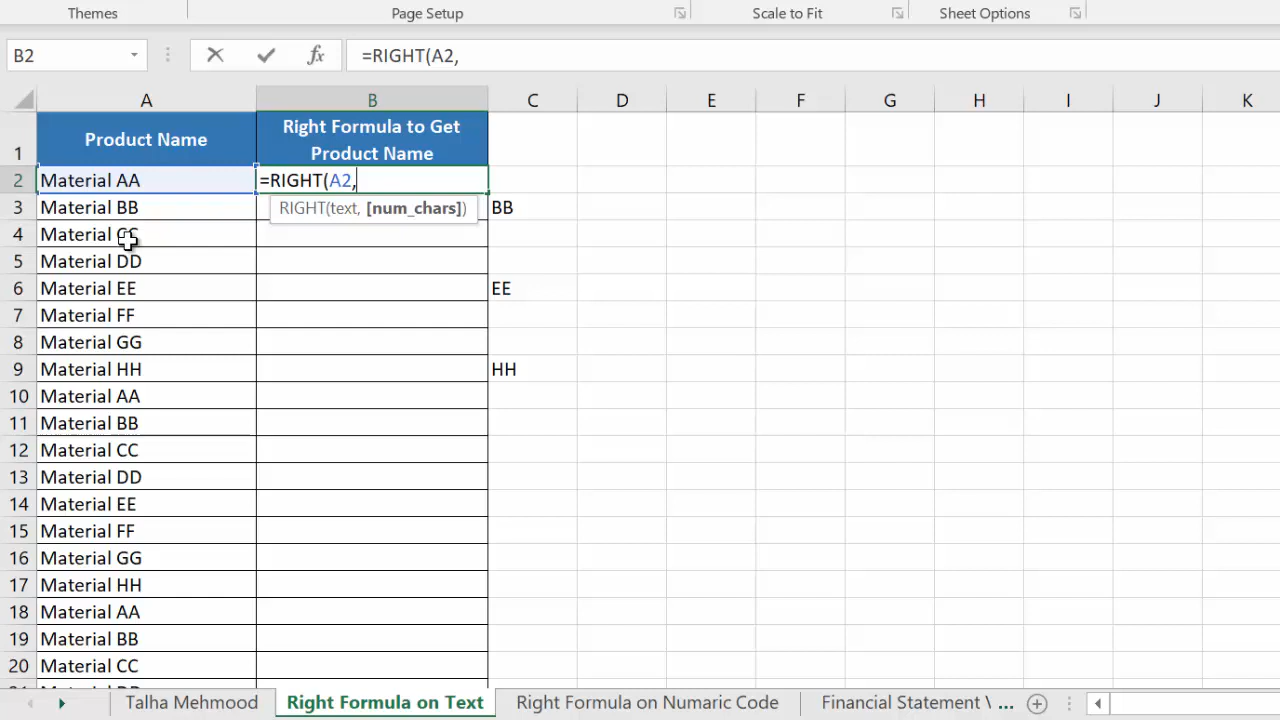 Themes Page Setup Scale to Fit Sheet Options
B2 fx =RIGHT(A2,
A B C D E F G H I J K
1 Product Name Right Formula to Get
Product Name
2 Material AA =RIGHT(A2,
3 Material BB RIGHT(text, [num_chars]) BB
4 Material CC
5 Material DD
6 Material EE EE
7 Material FF
8 Material GG
9 Material HH HH
10 Material AA
11 Material BB
12 Material CC
13 Material DD
14 Material EE
15 Material FF
16 Material GG
17 Material HH
18 Material AA
19 Material BB
20 Material CC
Talha Mehmood Right Formula on Text Right Formula on Numeric Code Financial Statement \ ...